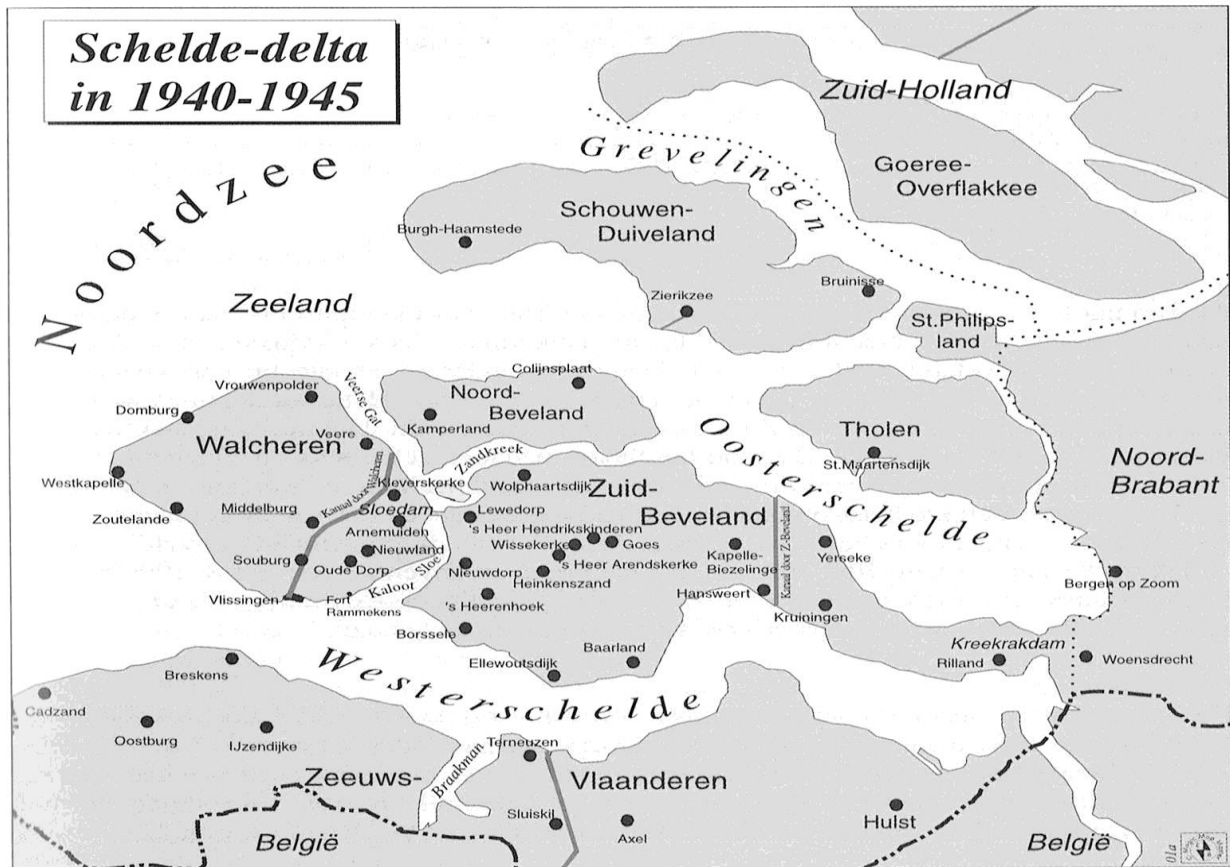 Schelde-delta
in 1940-1945
Noordzee
Zuid-Holland
Grevelingen
Goeree-
Overflakkee
Schouwen-
Duiveland
Burgh-Haamstede
Bruinisse
Zeeland
Zierikzee
St.Philips-
land
Colijnsplaat
Vrouwenpolder
Veerse Gat
Noord-
Beveland
Domburg
Kamperland
Walcheren
Veere
Oosterschelde
Tholen
St.Maartensdijk
Noord-
Brabant
Zandkreek
Westkapelle
Kanaal door Walcheren
Kleverskerke
Wolphaartsdijk
Zuid-
Beveland
Zoutelande
Middelburg
Sloedam
Lewedorp
Arnemuiden
's Heer Hendrikskinderen
Wissekerke
Goes
Kapelle-
Biezelinge
Kanaal door Z.-Beveland
Yerseke
Nieuwland
Souburg
Oude Dorp
Kaloot
Sloe
Nieuwdorp
's Heer Arendskerke
Heinkenszand
Bergen op Zoom
Vlissingen
Fort
Rammekens
's Heerenhoek
Hansweert
Kruiningen
Borssele
Baarland
Kreekrakdam
Rilland
Woensdrecht
Ellewoutsdijk
Westerschelde
Breskens
Cadzand
Oostburg
IJzendijke
Terneuzen
Braakman
Zeeuws-
Vlaanderen
Sluiskil
Axel
Hulst
België
België
01a